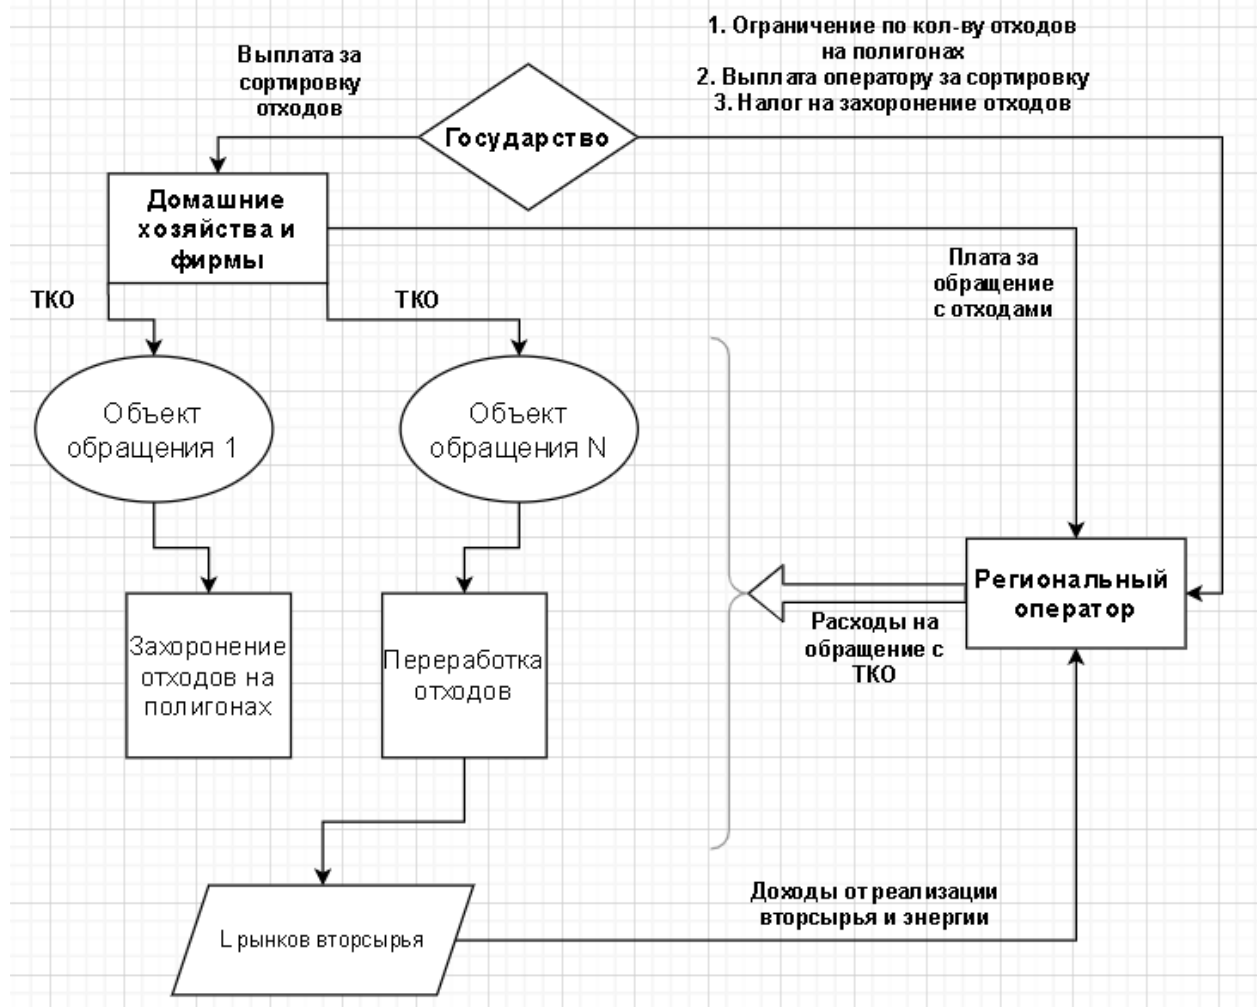 1. Ограничение по кол-ву отходов
на полигонах
2. Выплата оператору за сортировку
3. Налог на захоронение отходов
Выплата за
сортировку
отходов
Государство
Домашние
хозяйства и
фирмы
Плата за
обращение
с отходами
ТКО
ТКО
Объект
обращения 1
Объект
обращения N
Региональный
оператор
Расходы на
обращение с
ТКО
Захоронение
отходов на
полигонах
Переработка
отходов
Доходы от реализации
вторсырья и энергии
L рынков вторсырья